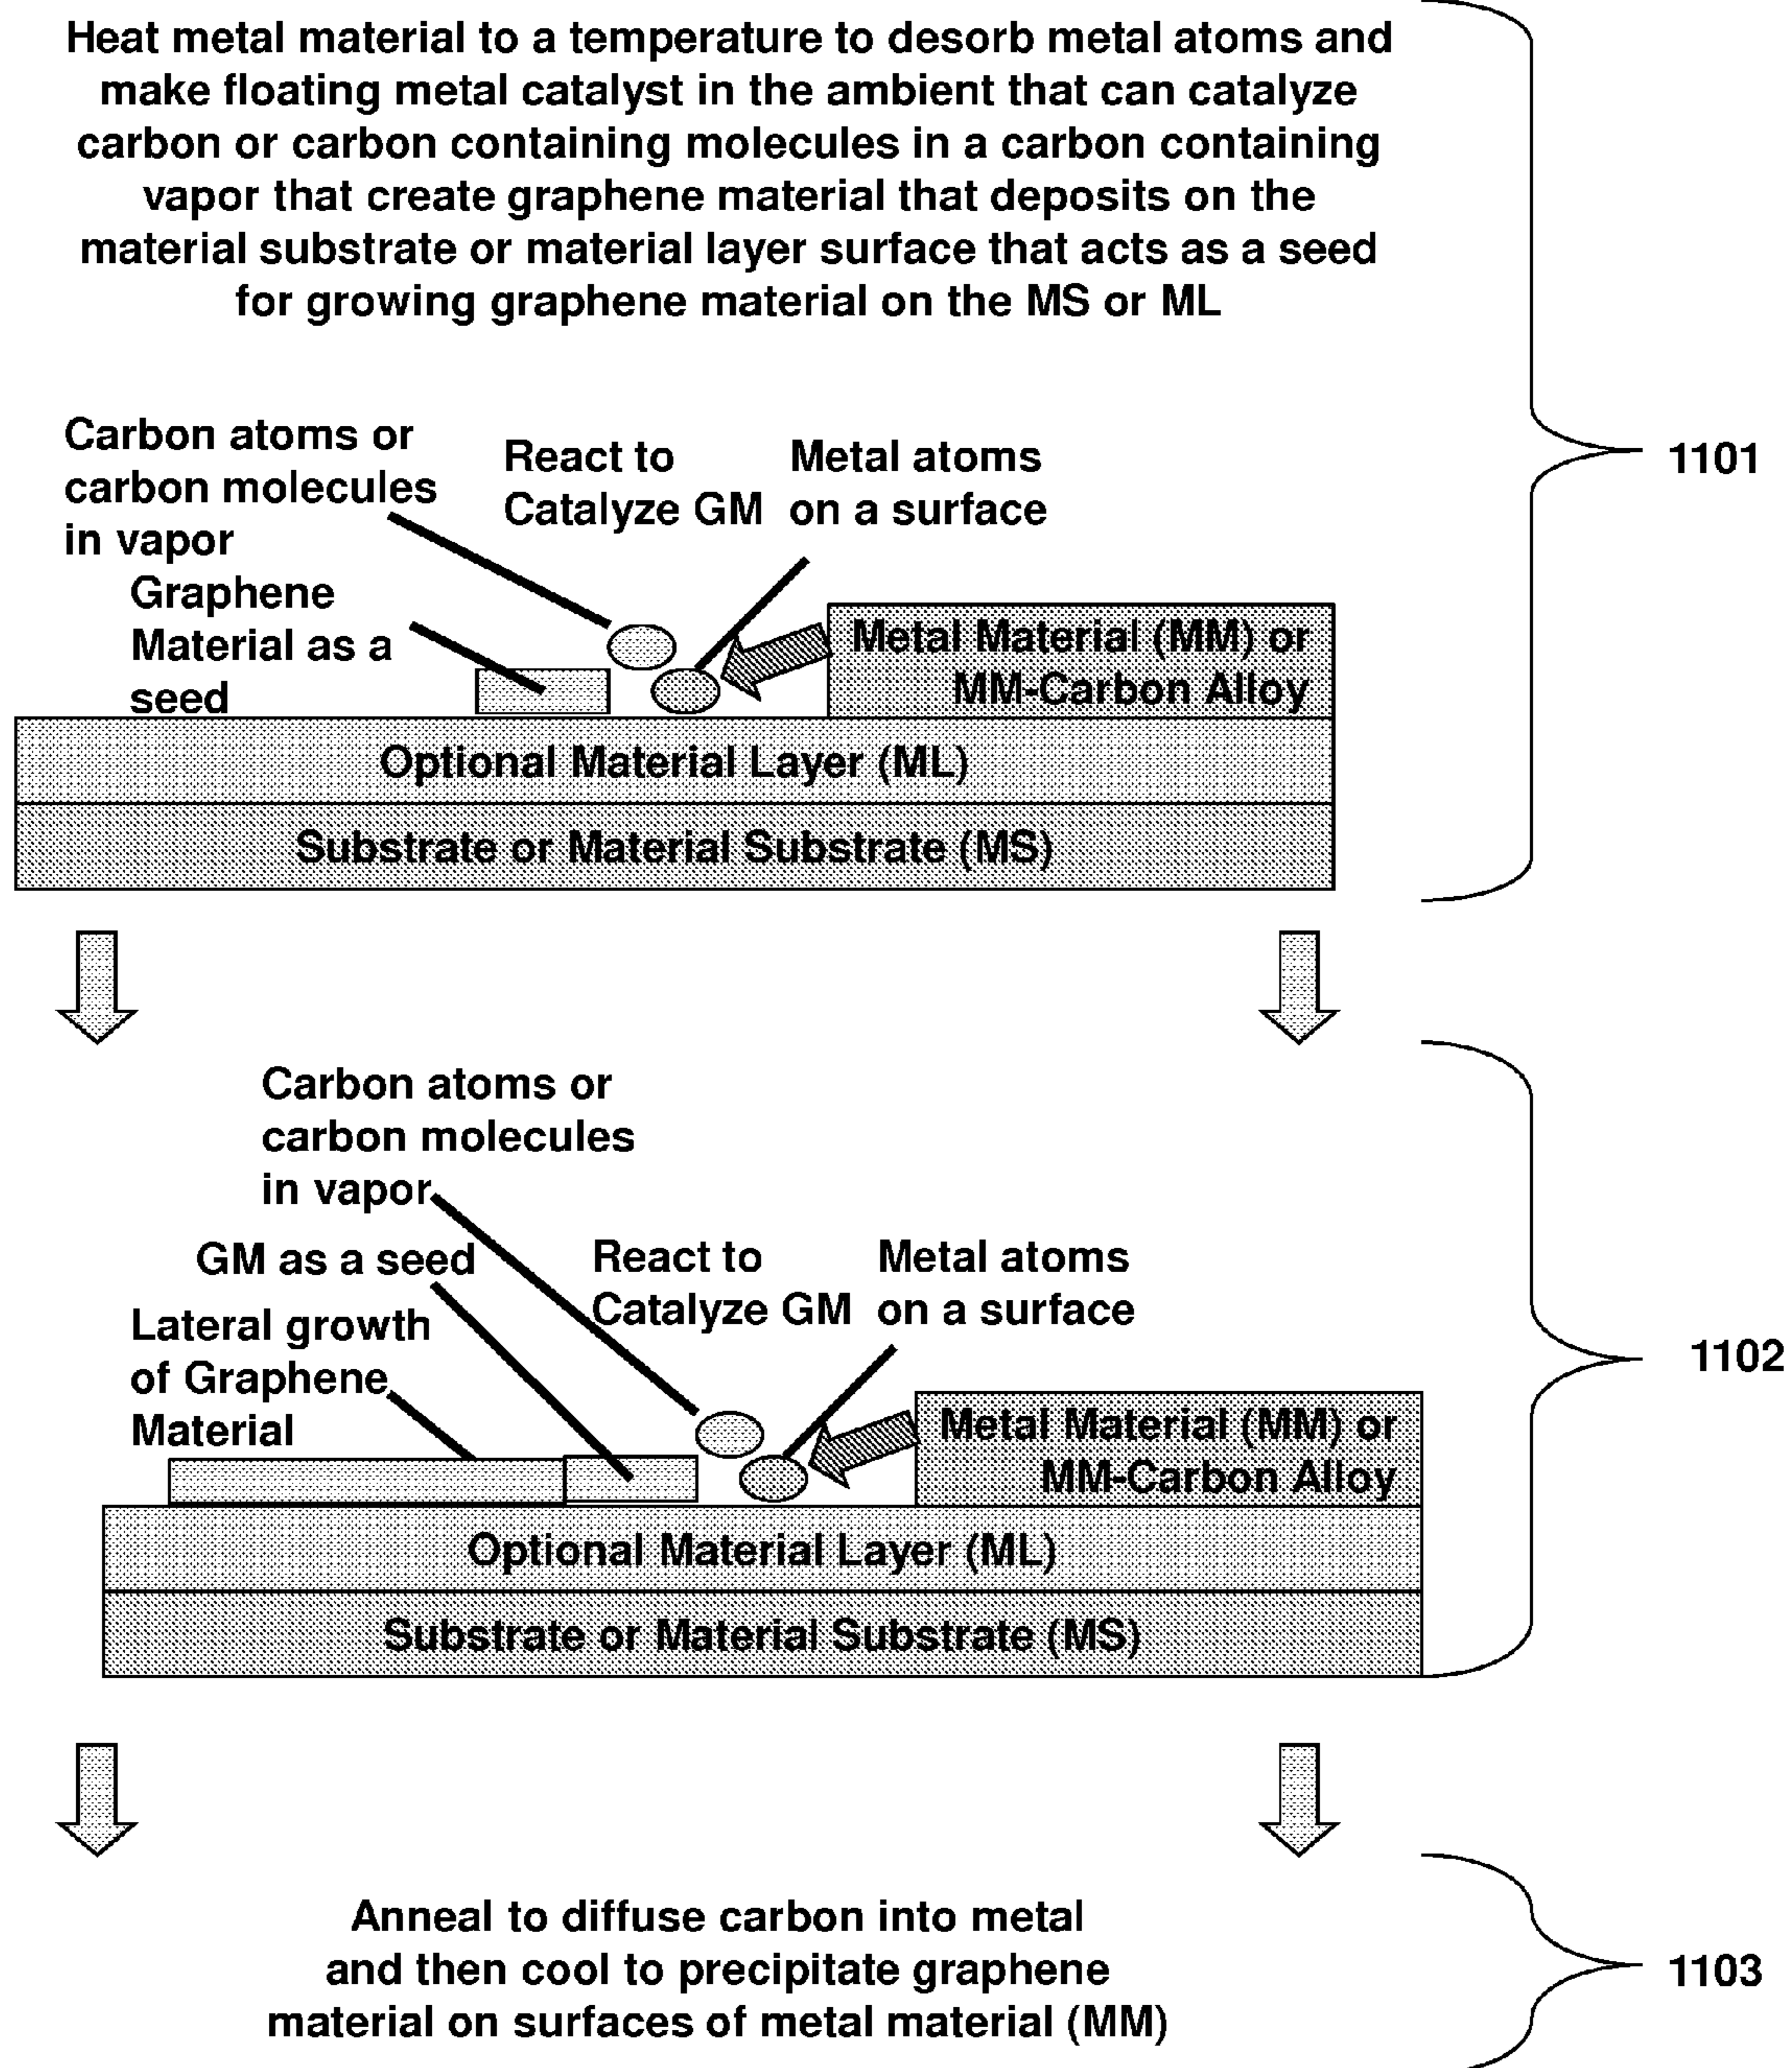 Heat metal material to a temperature to desorb metal atoms and
make floating metal catalyst in the ambient that can catalyze
carbon or carbon containing molecules in a carbon containing
vapor that create graphene material that deposits on the
material substrate or material layer surface that acts as a seed
for growing graphene material on the MS or ML
Carbon atoms or
carbon molecules
in vapor
React to
Catalyze GM
Metal atoms
on a surface
1101
Graphene
Material as a
seed
Metal Material (MM) or
MM-Carbon Alloy
Optional Material Layer (ML)
Substrate or Material Substrate (MS)
Carbon atoms or
carbon molecules
in vapor
GM as a seed
React to
Catalyze GM
Metal atoms
on a surface
Lateral growth
of Graphene
Material
1102
Metal Material (MM) or
MM-Carbon Alloy
Optional Material Layer (ML)
Substrate or Material Substrate (MS)
Anneal to diffuse carbon into metal
and then cool to precipitate graphene
material on surfaces of metal material (MM)
1103